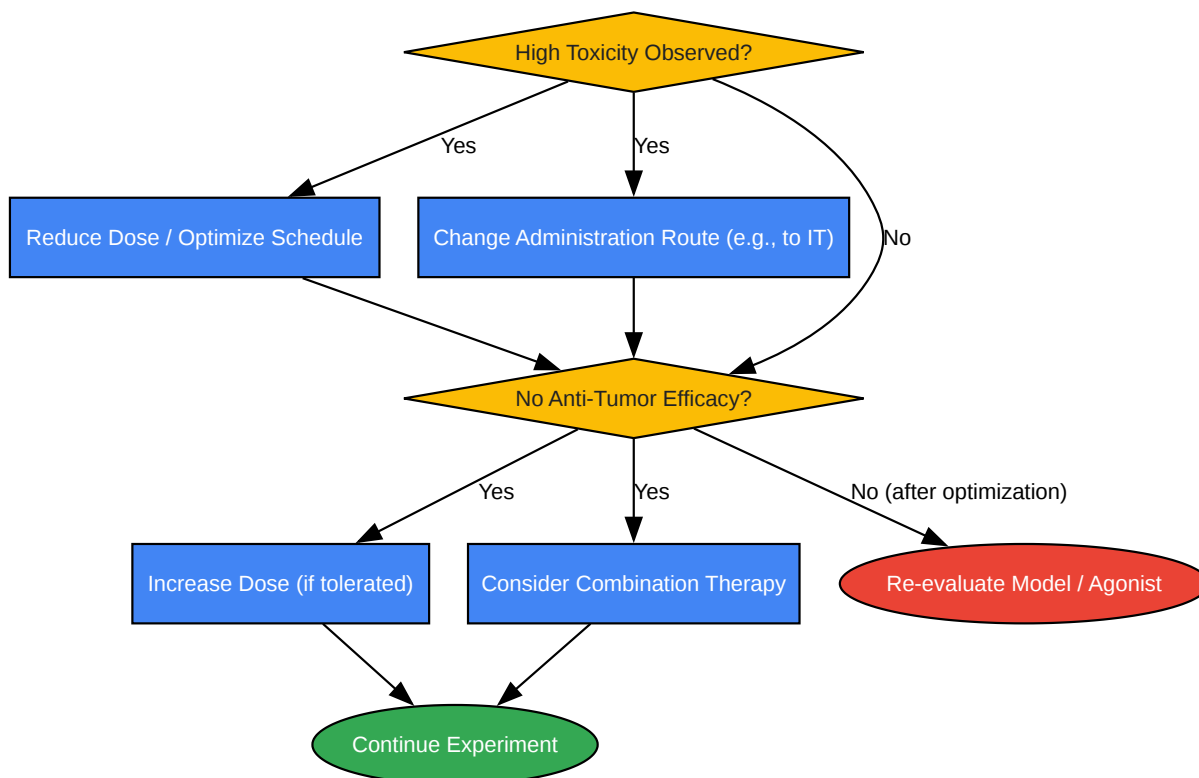 High Toxicity Observed?
Yes
Yes
Reduce Dose / Optimize Schedule
Change Administration Route (e.g., to IT)
No
No Anti-Tumor Efficacy?
Yes
Yes
No (after optimization)
Increase Dose (if tolerated)
Consider Combination Therapy
Re-evaluate Model / Agonist
Continue Experiment